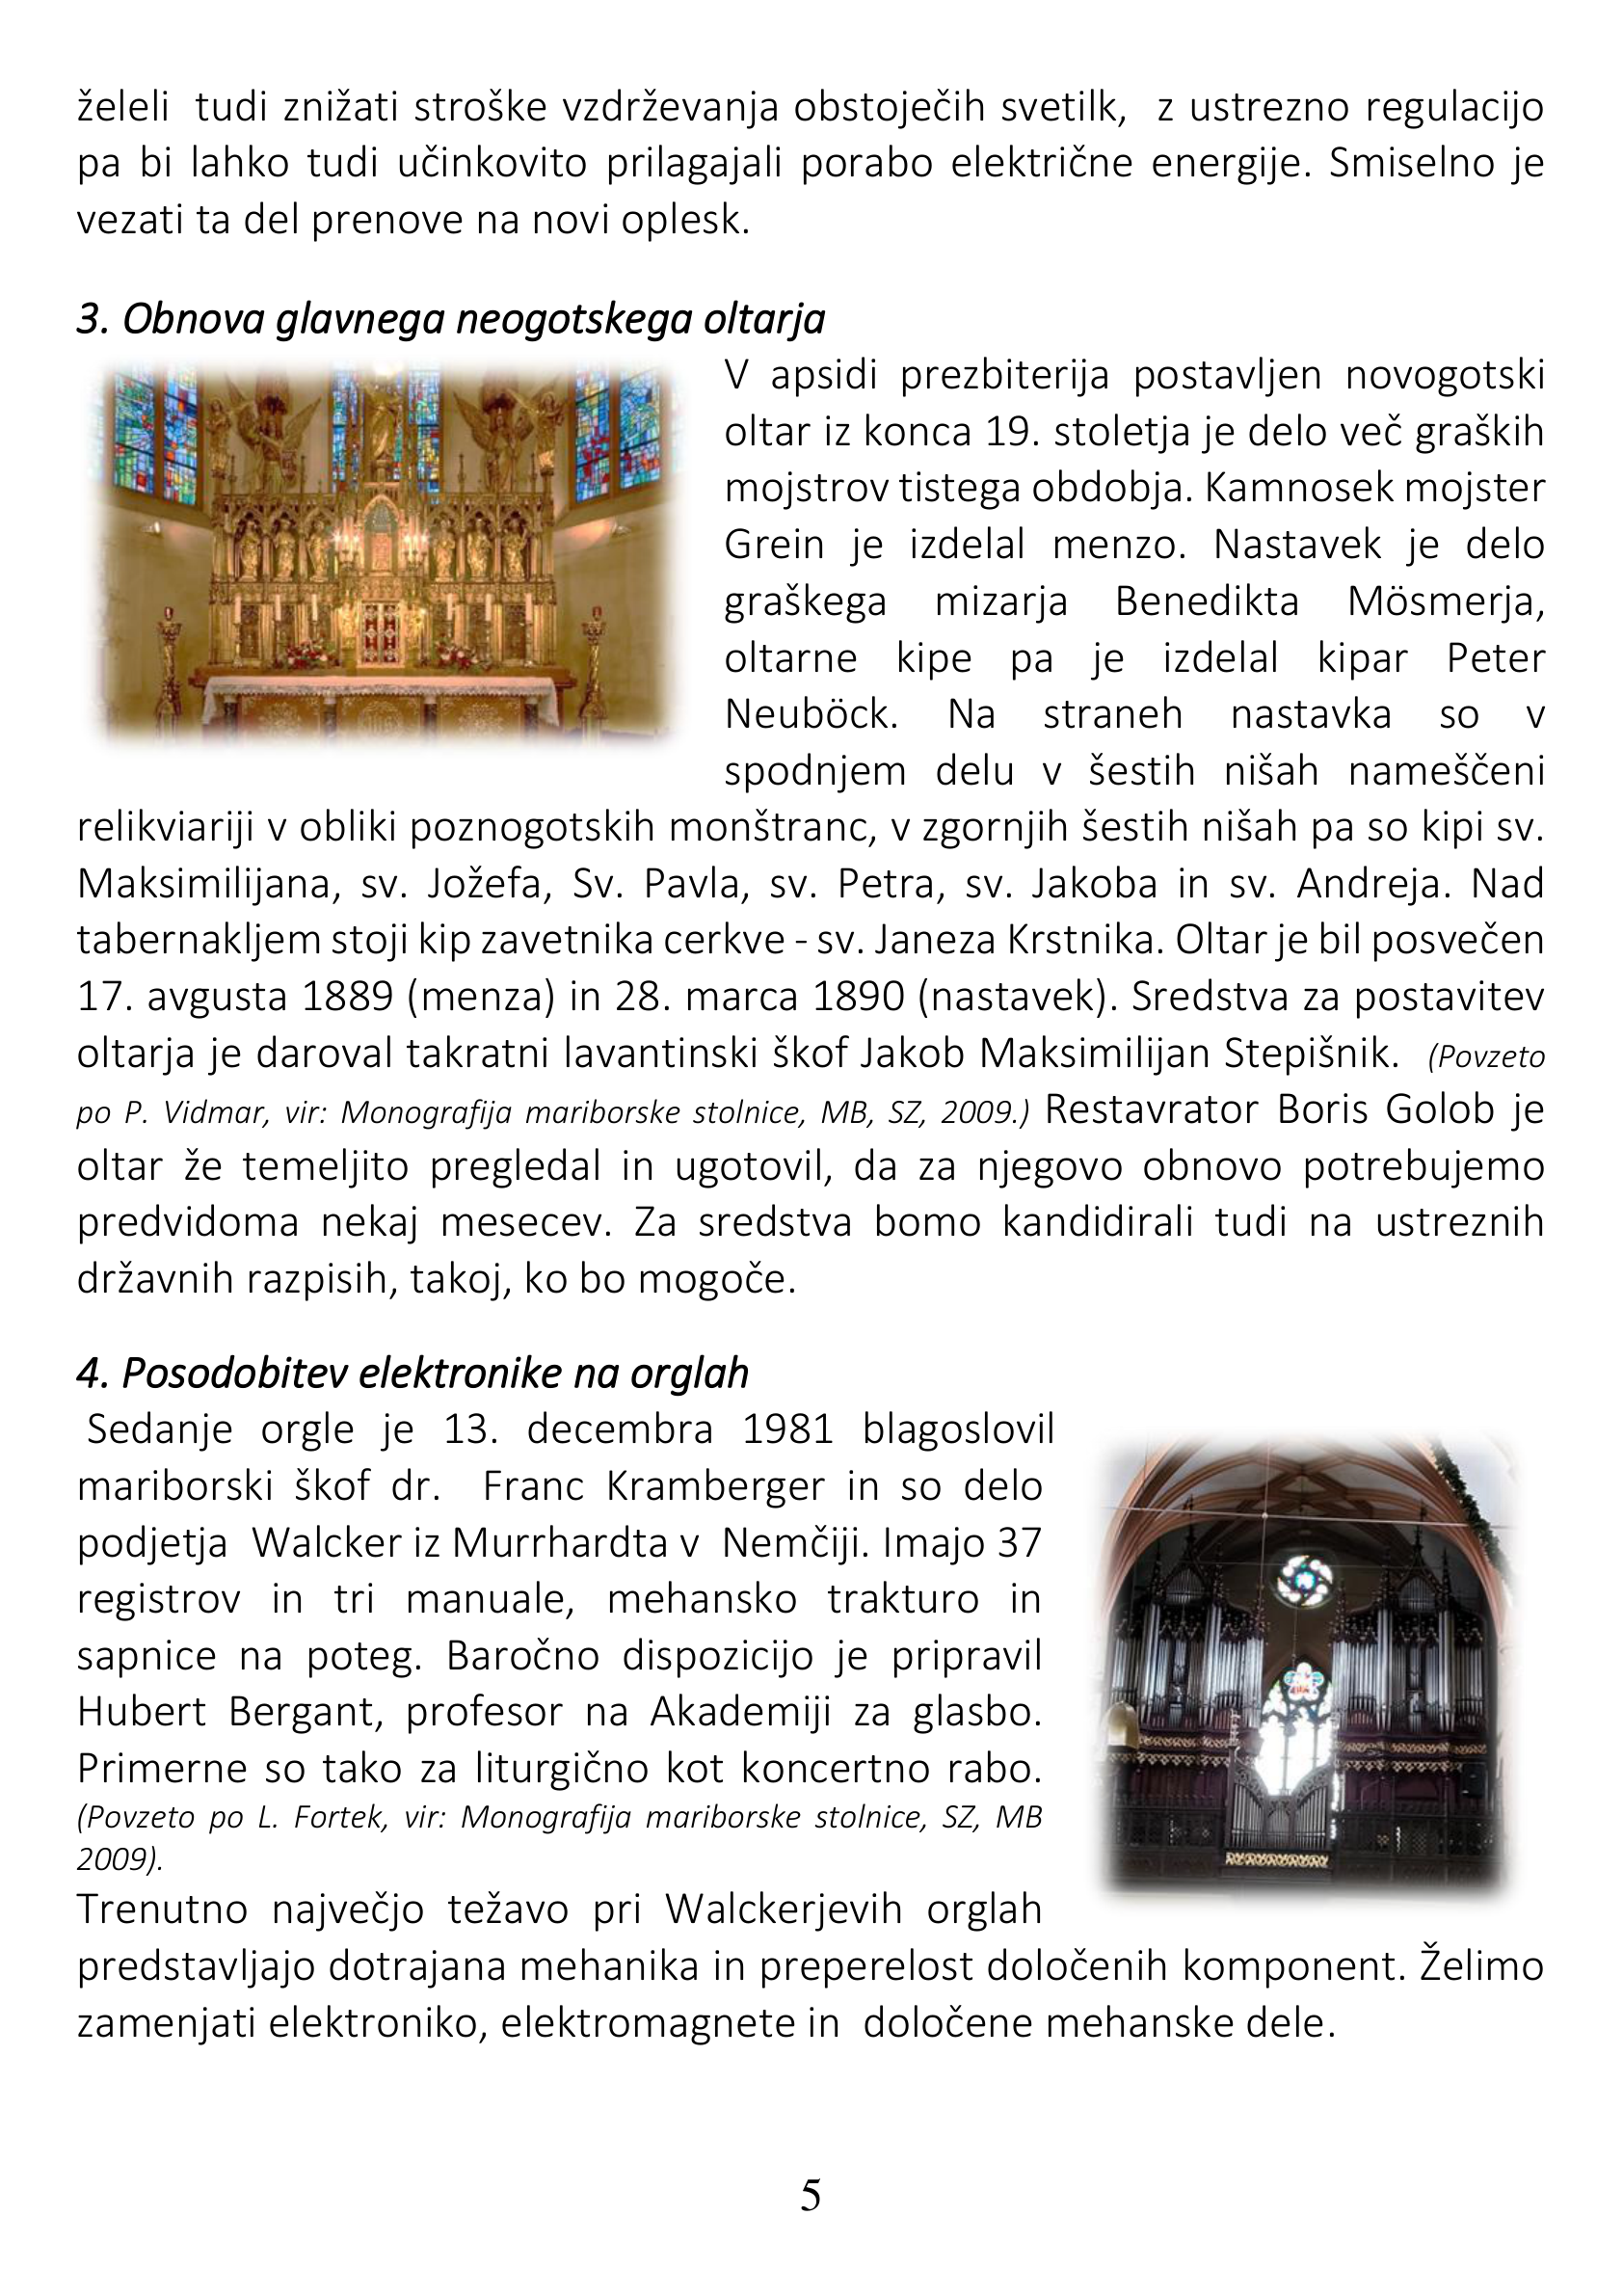 želeli  tudi znižati stroške vzdrževanja obstoječih svetilk,  z ustrezno regulacijo
pa bi lahko tudi učinkovito prilagajali porabo električne energije. Smiselno je
vezati ta del prenove na novi oplesk.
3. Obnova glavnega neogotskega oltarja
V apsidi prezbiterija postavljen novogotski
oltar iz konca 19. stoletja je delo več graških
mojstrov tistega obdobja. Kamnosek mojster
Grein je izdelal menzo. Nastavek je delo
graškega mizarja Benedikta Mösmerja,
oltarne kipe pa je izdelal kipar Peter
Neuböck. Na straneh nastavka so v
spodnjem delu v šestih nišah nameščeni
relikviariji v obliki poznogotskih monštranc, v zgornjih šestih nišah pa so kipi sv.
Maksimilijana, sv. Jožefa, Sv. Pavla, sv. Petra, sv. Jakoba in sv. Andreja. Nad
tabernakljem stoji kip zavetnika cerkve - sv. Janeza Krstnika. Oltar je bil posvečen
17. avgusta 1889 (menza) in 28. marca 1890 (nastavek). Sredstva za postavitev
oltarja je daroval takratni lavantinski škof Jakob Maksimilijan Stepišnik.  (Povzeto
po P. Vidmar, vir: Monografija mariborske stolnice, MB, SZ, 2009.) Restavrator Boris Golob je
oltar že temeljito pregledal in ugotovil, da za njegovo obnovo potrebujemo
predvidoma nekaj mesecev. Za sredstva bomo kandidirali tudi na ustreznih
državnih razpisih, takoj, ko bo mogoče.
4. Posodobitev elektronike na orglah
Sedanje orgle je 13. decembra 1981 blagoslovil
mariborski škof dr.  Franc Kramberger in so delo
podjetja  Walcker iz Murrhardta v  Nemčiji. Imajo 37
registrov in tri manuale, mehansko trakturo in
sapnice na poteg. Baročno dispozicijo je pripravil
Hubert Bergant, profesor na Akademiji za glasbo.
Primerne so tako za liturgično kot koncertno rabo.
(Povzeto po L. Fortek, vir: Monografija mariborske stolnice, SZ, MB
2009).
Trenutno največjo težavo pri Walckerjevih orglah
predstavljajo dotrajana mehanika in preperelost določenih komponent. Želimo
zamenjati elektroniko, elektromagnete in  določene mehanske dele.
5